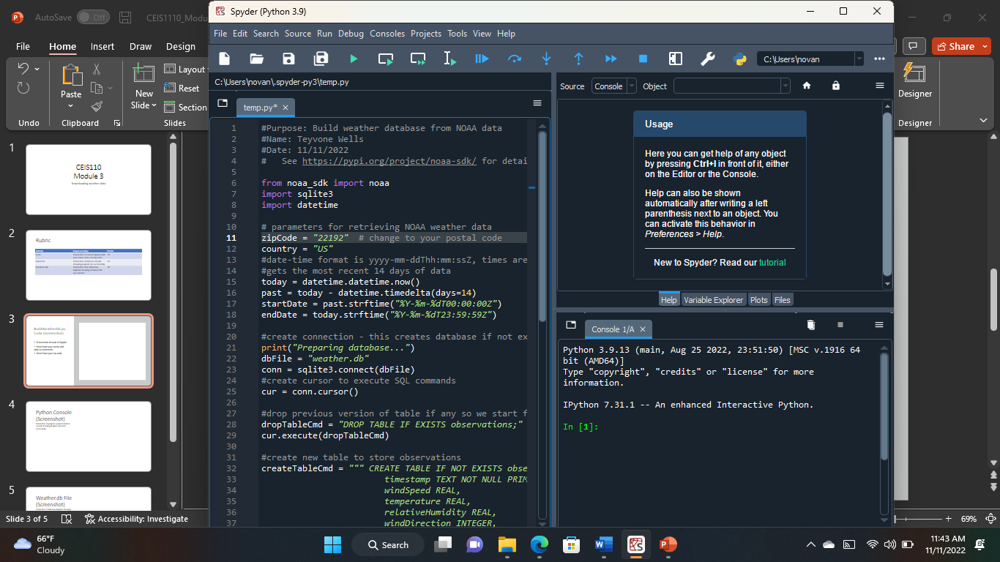 AutoSave Off CEIS1110_Modu
File Home Insert Draw Design
Share
Undo
Paste
Clipboard
New Slide
Layout
Reset
Section
Slides
Designer
Designer
1
CEIS110
Module 3
Downloading weather data
2
Rubric
3
BuildWeatherDB.py
Code (Screenshot)
4
Python Console
(Screenshot)
5
Weather.db File
(Screenshot)
Slide 3 of 5 Accessibility: Investigate
69%
Spyder (Python 3.9)
File Edit Search Source Run Debug Consoles Projects Tools View Help
C:\Users\novan
C:\Users\novan\.spyder-py3\temp.py
temp.py*
1 #Purpose: Build weather database from NOAA data
2 #Name: Teyvone Wells
3 #Date: 11/11/2022
4 #   See https://pypi.org/project/noaa-sdk/ for detai
5
6 from noaa_sdk import noaa
7 import sqlite3
8 import datetime
9
10 # parameters for retrieving NOAA weather data
11 zipCode = "22192"  # change to your postal code
12 country = "US"
13 #date-time format is yyyy-mm-ddThh:mm:ssZ, times are
14 #gets the most recent 14 days of data
15 today = datetime.datetime.now()
16 past = today - datetime.timedelta(days=14)
17 startDate = past.strftime("%Y-%m-%dT00:00:00Z")
18 endDate = today.strftime("%Y-%m-%dT23:59:59Z")
19
20 #create connection - this creates database if not ex
21 print("Preparing database...")
22 dbFile = "weather.db"
23 conn = sqlite3.connect(dbFile)
24 #create cursor to execute SQL commands
25 cur = conn.cursor()
26
27 #drop previous version of table if any so we start f
28 dropTableCmd = "DROP TABLE IF EXISTS observations;"
29 cur.execute(dropTableCmd)
30
31 #create new table to store observations
32 createTableCmd = """ CREATE TABLE IF NOT EXISTS obse
33 timestamp TEXT NOT NULL PRIM
34 windSpeed REAL,
35 temperature REAL,
36 relativeHumidity REAL,
37 windDirection INTEGER,
Source Console Object
Usage
Here you can get help of any object
by pressing Ctrl+I in front of it, either
on the Editor or the Console.
Help can also be shown
automatically after writing a left
parenthesis next to an object. You
can activate this behavior in
Preferences > Help.
New to Spyder? Read our tutorial
Help Variable Explorer Plots Files
Console 1/A
Python 3.9.13 (main, Aug 25 2022, 23:51:50) [MSC v.1916 64
bit (AMD64)]
Type "copyright", "credits" or "license" for more
information.
IPython 7.31.1 -- An enhanced Interactive Python.
In [1]:
66°F
Cloudy
Search
11:43 AM
11/11/2022